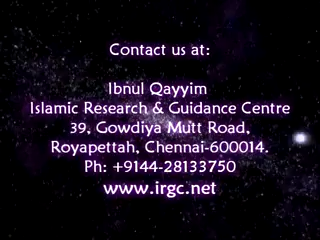 Contact us at:
Ibnul Qayyim
Islamic Research & Guidance Centre
39, Gowdiya Mutt Road,
Royapettah, Chennai-600014.
Ph: +9144-28133750
www.irgc.net